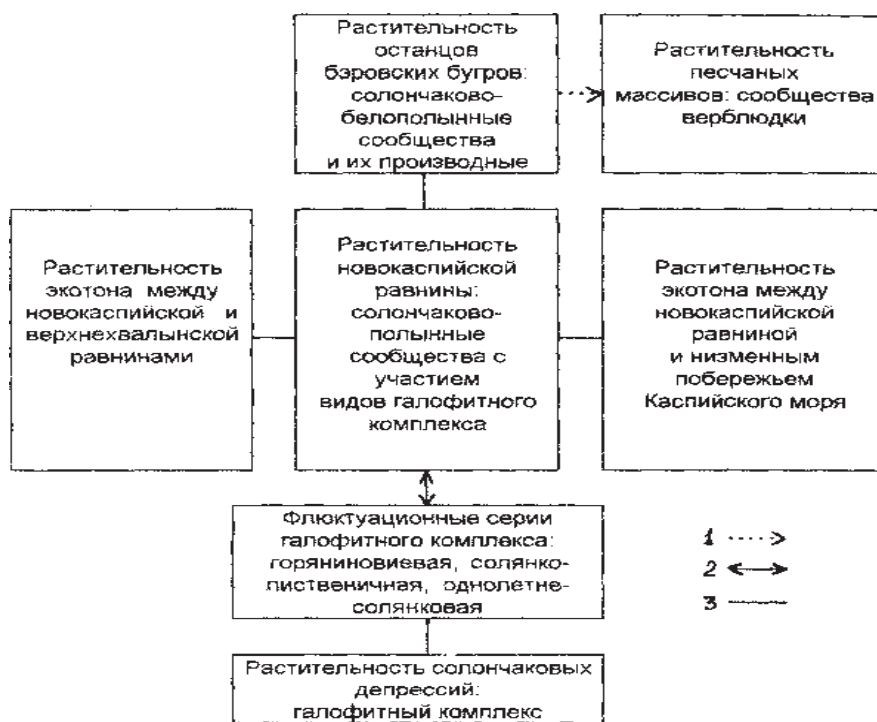 Растительность
останцов
бэровских бугров:
солончаково-
белополынные
сообщества
и их производные
Растительность
песчаных
массивов: сообщества
верблюдки
Растительность
экотона между
новокаспийской и
верхнехвалынской
равнинами
Растительность
новокаспийской
равнины:
солончаково-
полынные
сообщества с
участием
видов галофитного
комплекса
Растительность
экотона между
новокаспийской
равниной
и низменным
побережьем
Каспийского моря
Флюктуационные серии
галофитного комплекса:
горяниновиевая, солянко-
лиственичная, однолетне-
солянковая
1
2
3
Растительность солончаковых
депрессий:
галофитный комплекс